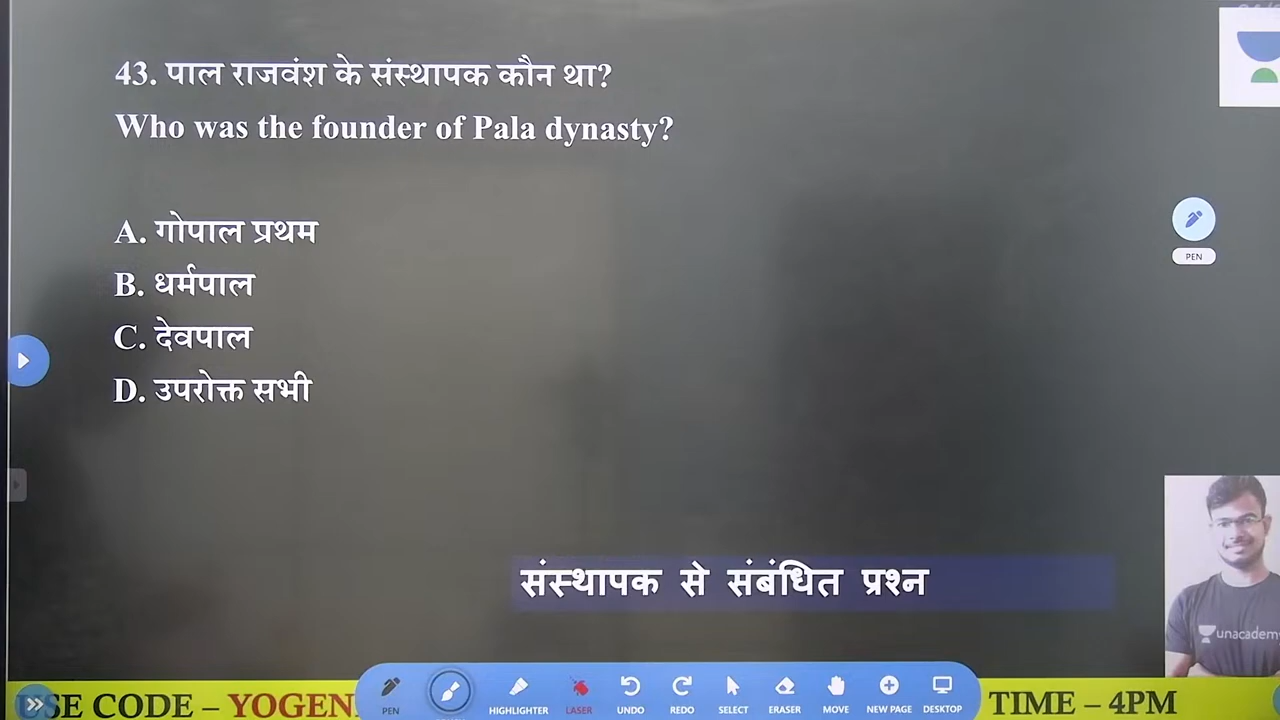 43. पाल राजवंश के संस्थापक कौन था?
Who was the founder of Pala dynasty?
A. गोपाल प्रथम
B. धर्मपाल
C. देवपाल
D. उपरोक्त सभी
PEN
संस्थापक से संबंधित प्रश्न
unacademy
SE CODE – YOGEN
PEN
HIGHLIGHTER
LASER
UNDO
REDO
SELECT
ERASER
MOVE
NEW PAGE
DESKTOP
TIME – 4PM